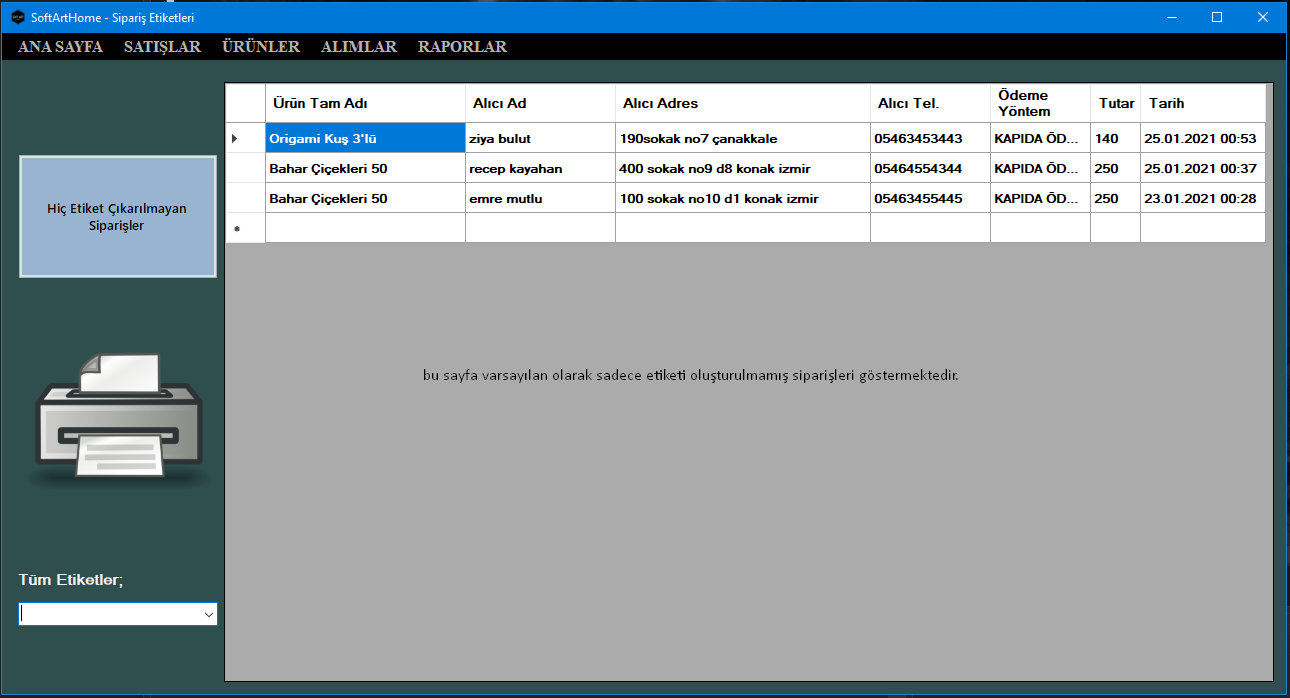 SoftArtHome - Sipariş Etiketleri
ANA SAYFA SATIŞLAR ÜRÜNLER ALIMLAR RAPORLAR
Hiç Etiket Çıkarılmayan
Siparişler
Tüm Etiketler;
Ürün Tam Adı Alıcı Ad Alıcı Adres Alıcı Tel. Ödeme Yöntem Tutar Tarih
Origami Kuş 3'lü ziya bulut 190sokak no7 çanakkale 05463453443 KAPIDA ÖD... 140 25.01.2021 00:53
Bahar Çiçekleri 50 recep kayahan 400 sokak no9 d8 konak izmir 05464554344 KAPIDA ÖD... 250 25.01.2021 00:37
Bahar Çiçekleri 50 emre mutlu 100 sokak no10 d1 konak izmir 05463455445 KAPIDA ÖD... 250 23.01.2021 00:28
bu sayfa varsayılan olarak sadece etiketi oluşturulmamış siparişleri göstermektedir.